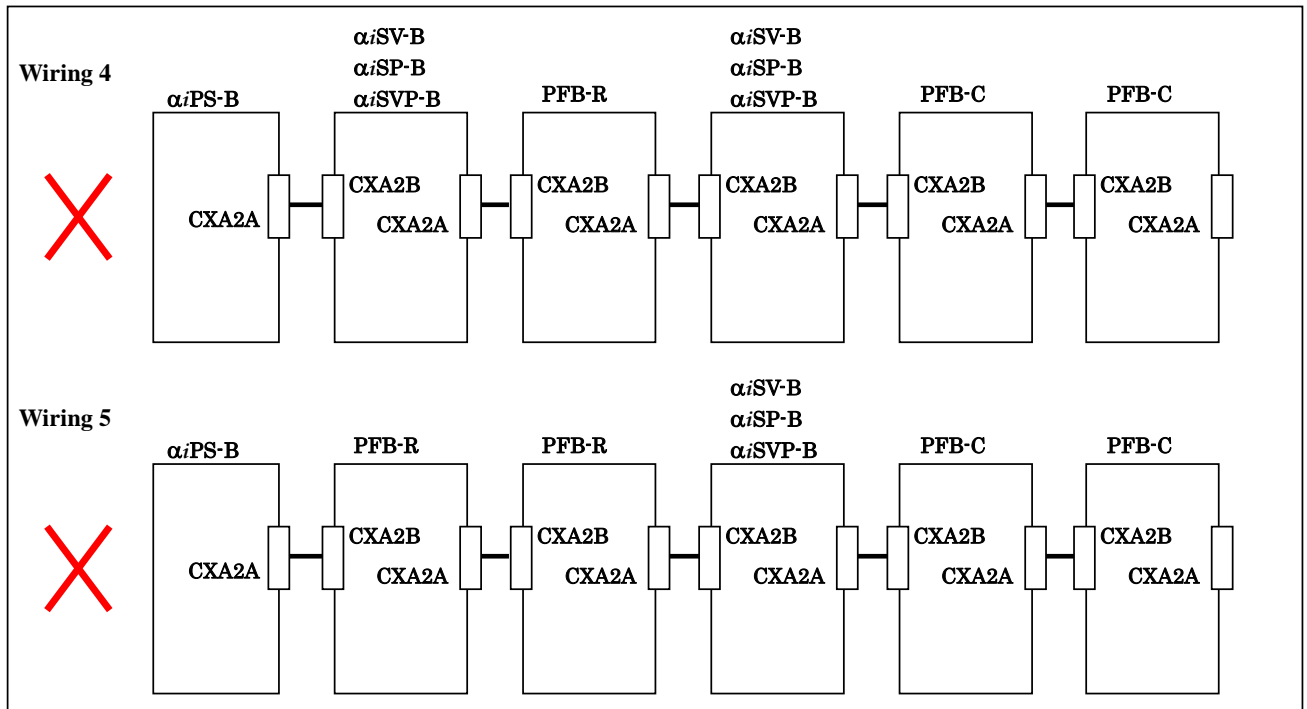 αiSV-B αiSV-B
Wiring 4 αiSP-B αiSP-B
αiPS-B αiSVP-B PFB-R αiSVP-B PFB-C PFB-C
CXA2B CXA2B CXA2B CXA2B CXA2B
CXA2A CXA2A CXA2A CXA2A CXA2A CXA2A
αiSV-B
Wiring 5 αiSP-B
αiPS-B PFB-R PFB-R αiSVP-B PFB-C PFB-C
CXA2B CXA2B CXA2B CXA2B CXA2B
CXA2A CXA2A CXA2A CXA2A CXA2A CXA2A